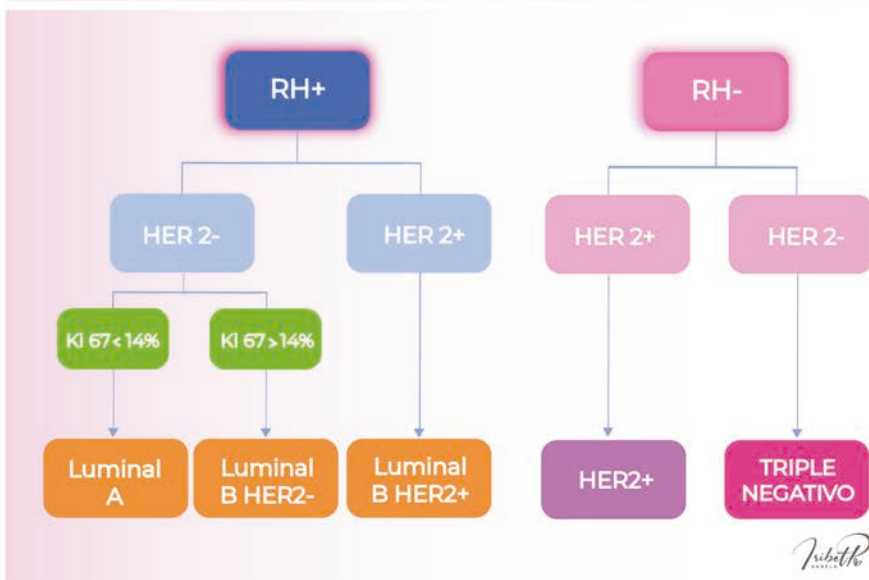 RH+
RH-
HER 2-
HER 2+
HER 2+
HER 2-
Ki 67<14%
Ki 67>14%
Luminal
A
Luminal
B HER2-
Luminal
B HER2+
HER2+
TRIPLE
NEGATIVO